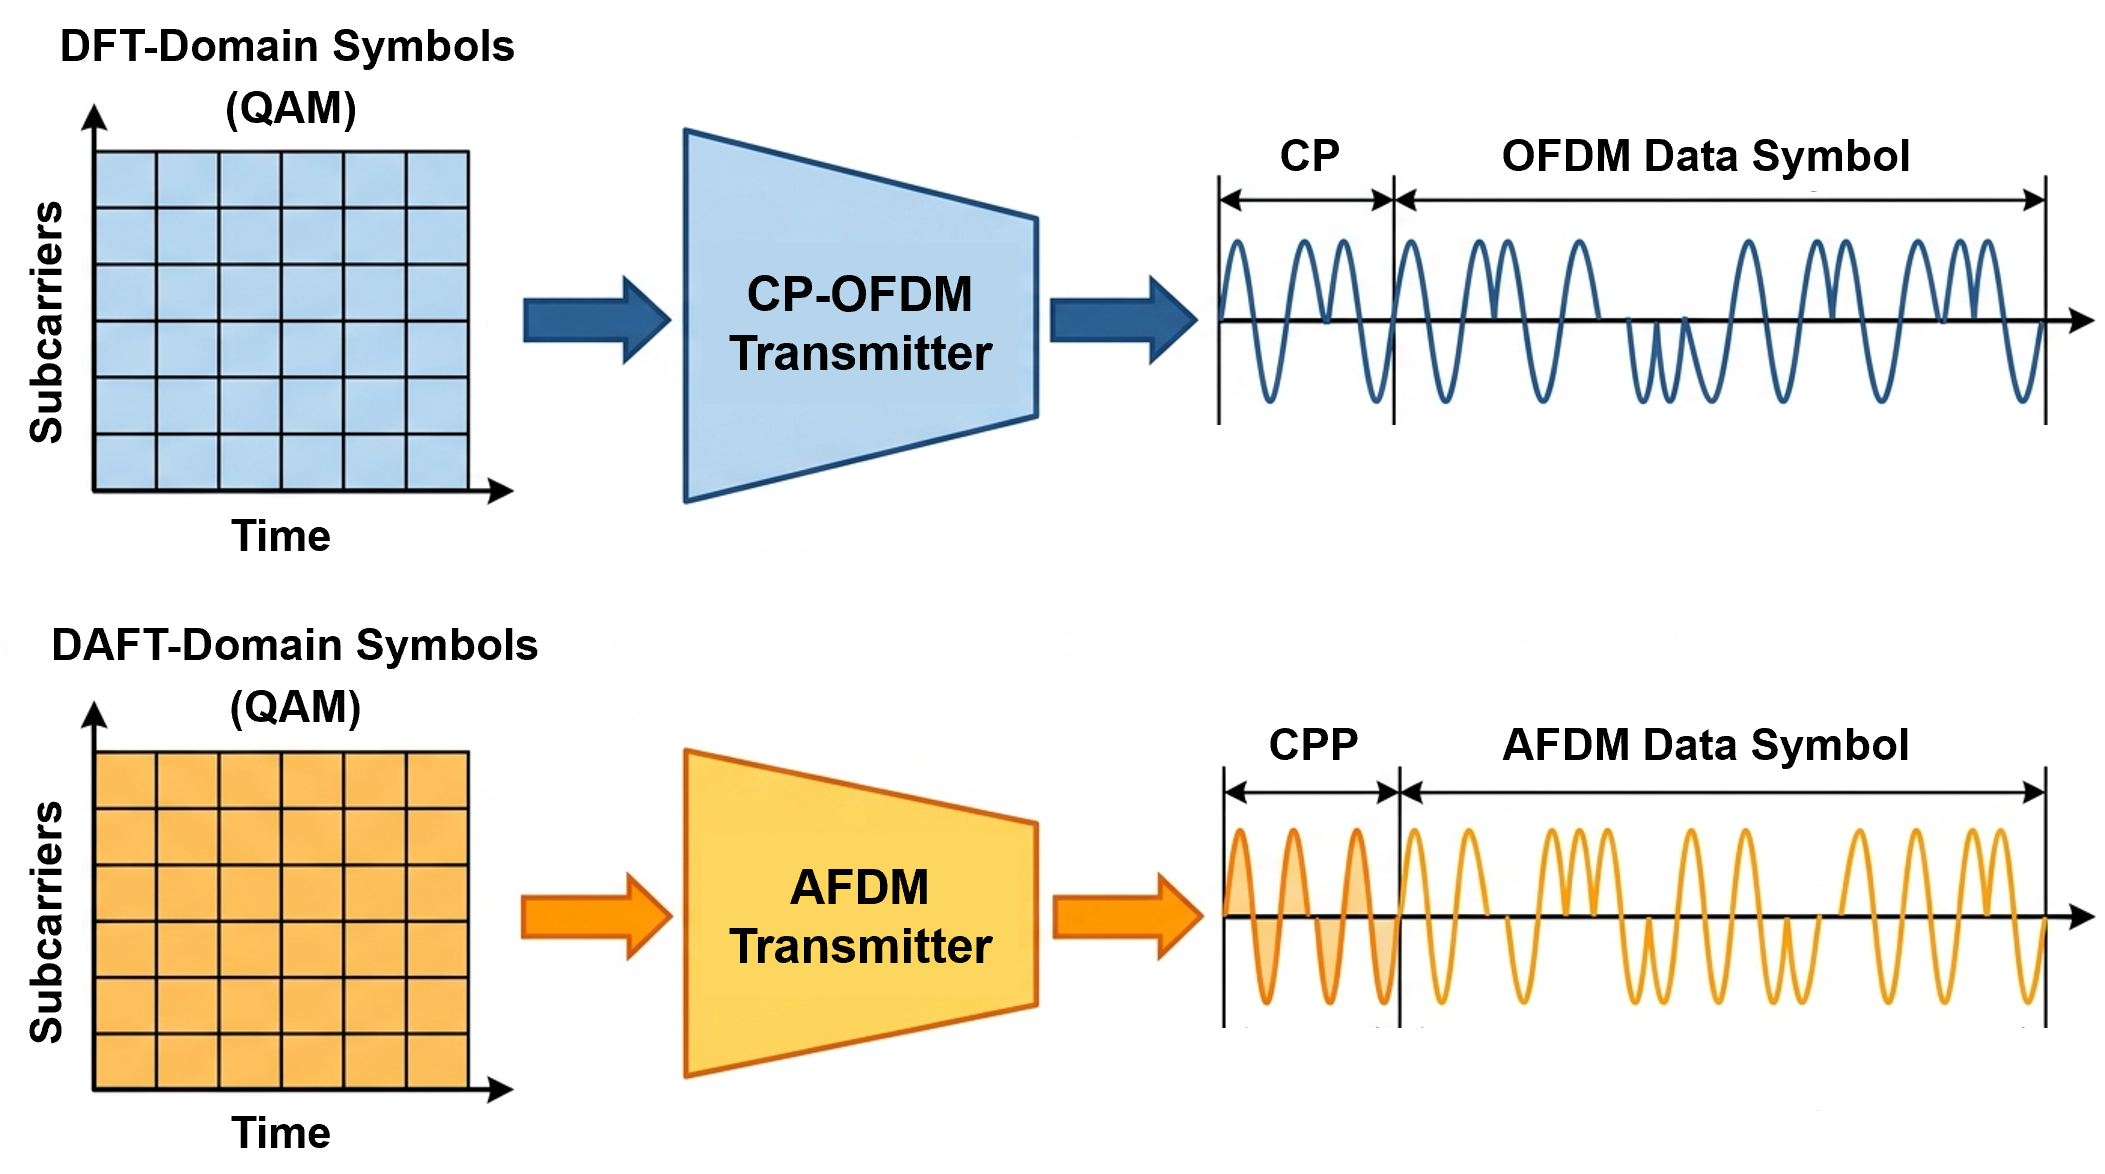 DFT-Domain Symbols
(QAM)
Subcarriers
Time
CP-OFDM
Transmitter
CP
OFDM Data Symbol
DAFT-Domain Symbols
(QAM)
Subcarriers
Time
AFDM
Transmitter
CPP
AFDM Data Symbol